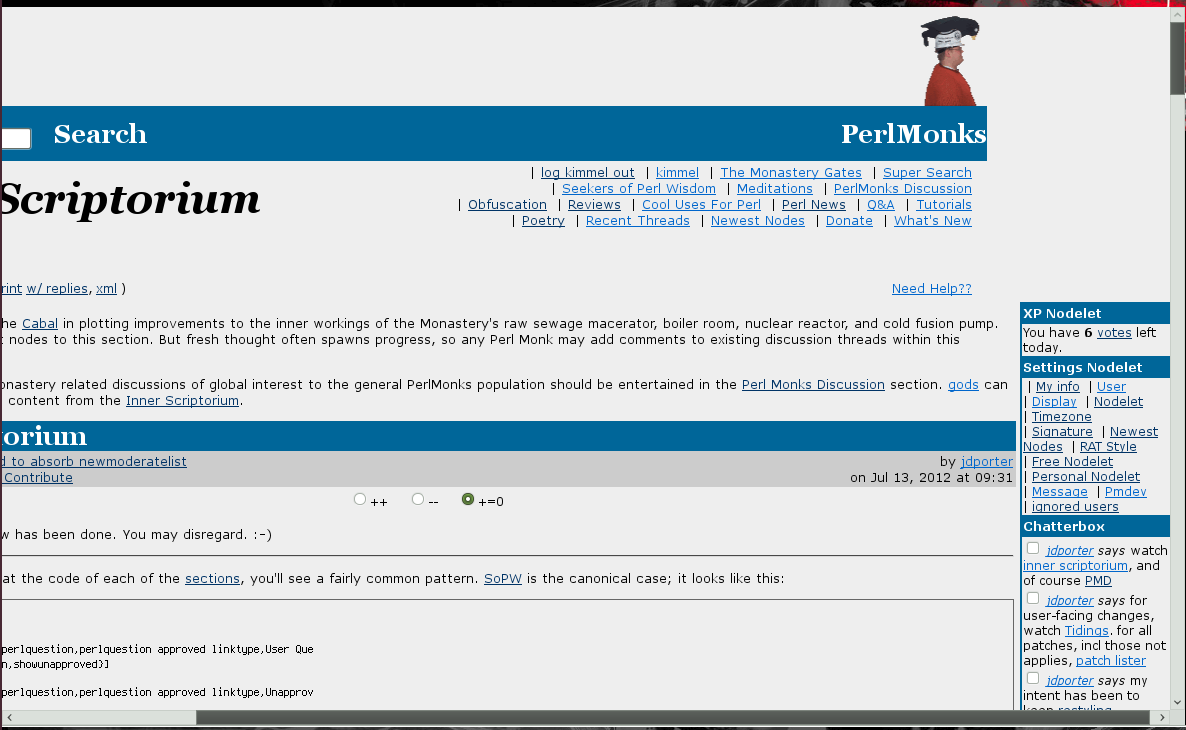 Search
PerlMonks
Scriptorium
| log kimmel out | kimmel | The Monastery Gates | Super Search
| Seekers of Perl Wisdom | Meditations | PerlMonks Discussion
| Obfuscation | Reviews | Cool Uses For Perl | Perl News | Q&A | Tutorials
| Poetry | Recent Threads | Newest Nodes | Donate | What's New
rint w/ replies, xml )
Need Help??
he Cabal in plotting improvements to the inner workings of the Monastery's raw sewage macerator, boiler room, nuclear reactor, and cold fusion pump.
t nodes to this section. But fresh thought often spawns progress, so any Perl Monk may add comments to existing discussion threads within this
onastery related discussions of global interest to the general PerlMonks population should be entertained in the Perl Monks Discussion section. gods can
content from the Inner Scriptorium.
torium
d to absorb newmoderatelist
by jdporter
Contribute
on Jul 13, 2012 at 09:31
++ -- +=0
w has been done. You may disregard. :-)
at the code of each of the sections, you'll see a fairly common pattern. SoPW is the canonical case; it looks like this:
perlquestion,perlquestion approved linktype,User Que
n,showunapproved)]
perlquestion,perlquestion approved linktype,Unapprov
XP Nodelet
You have 6 votes left
today.
Settings Nodelet
| My info | User
| Display | Nodelet
| Timezone
| Signature | Newest
Nodes | RAT Style
| Free Nodelet
| Personal Nodelet
| Message | Pmdev
| ignored users
Chatterbox
jdporter says watch
inner scriptorium, and
of course PMD
jdporter says for
user-facing changes,
watch Tidings. for all
patches, incl those not
applies, patch lister
jdporter says my
intent has been to
keep restyling